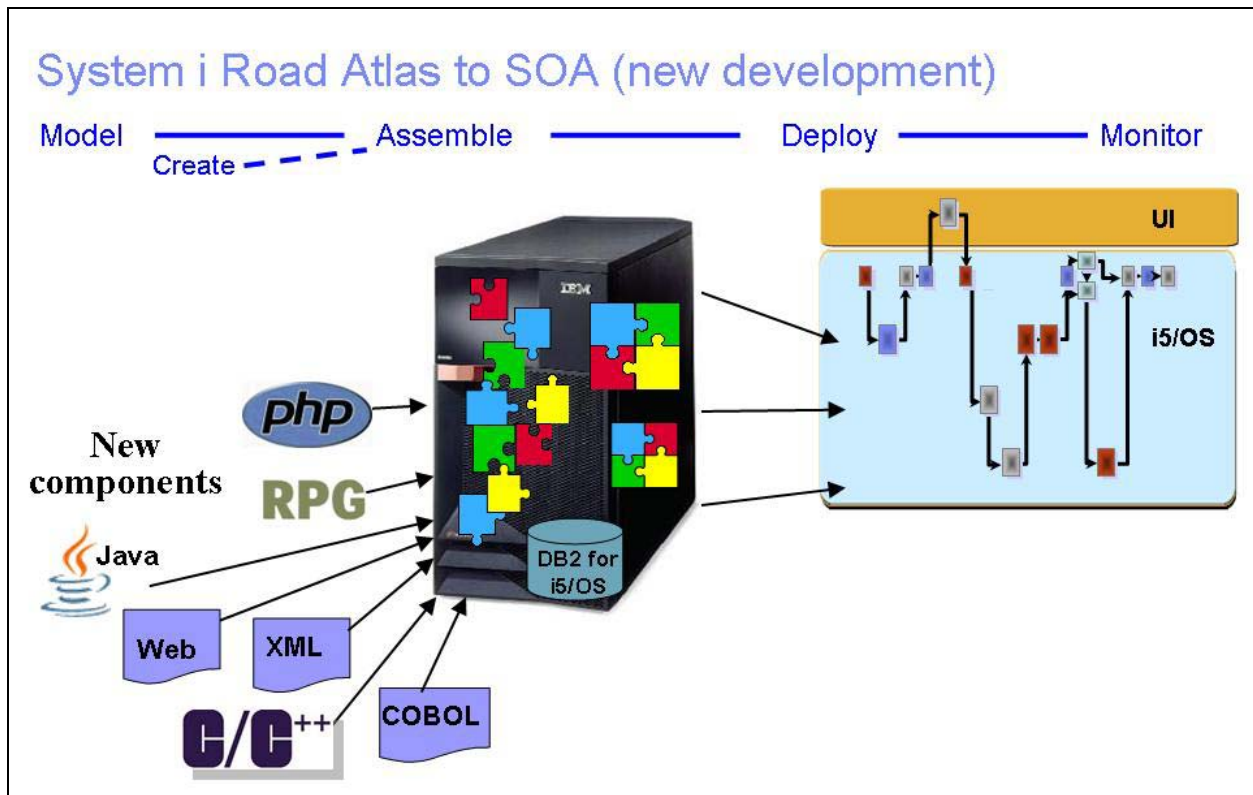 System i Road Atlas to SOA (new development)
Model
Assemble
Deploy
Monitor
Create
UI
i5/OS
IBM
php
New
components
RPG
Java
DB2 for
i5/OS
Web
XML
C/C++
COBOL